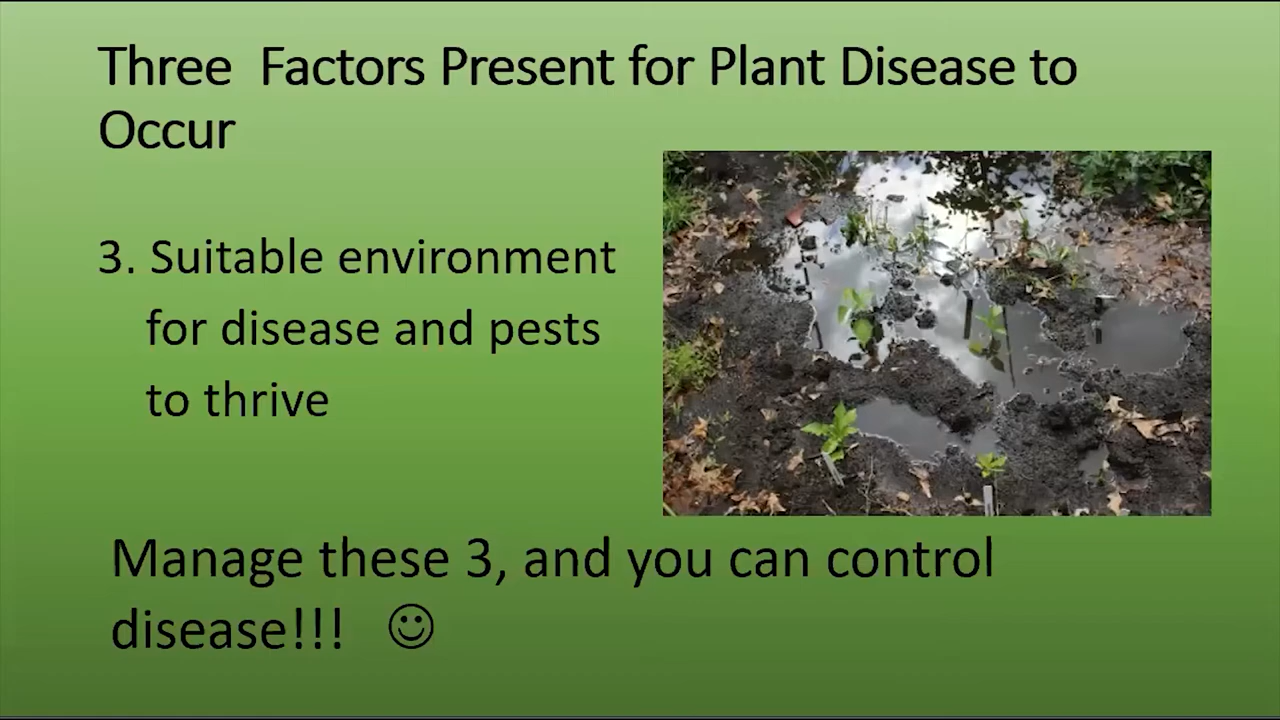 Three  Factors Present for Plant Disease to
Occur
3. Suitable environment
for disease and pests
to thrive
Manage these 3, and you can control
disease!!! ☺